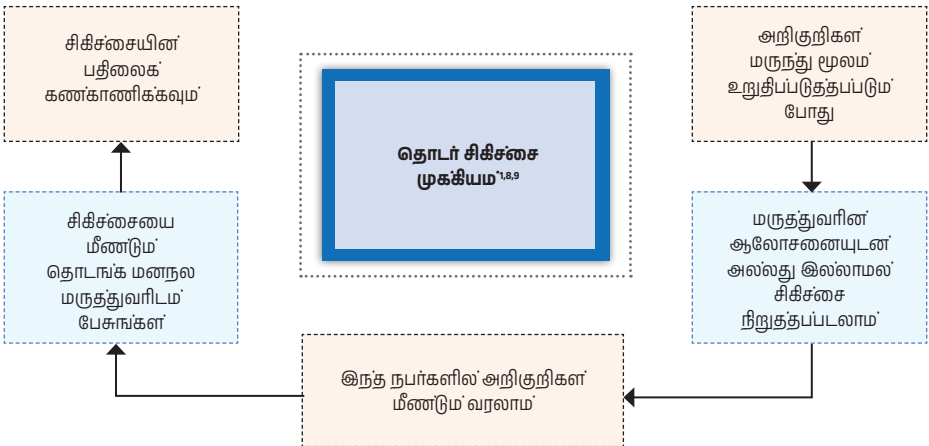 சிகிச்சையின்
பதிலைக்
கண்காணிக்கவும்
அறிகுறிகள்
மருந்து மூலம்
உறுதிப்படுத்தப்படும்
போது
தொடர் சிகிச்சை
முக்கியம்1,8,9
சிகிச்சையை
மீண்டும்
தொடங்க மனநல
மருத்துவரிடம்
பேசுங்கள்
மருத்துவரின்
ஆலோசனையுடன்
அல்லது இல்லாமல்
சிகிச்சை
நிறுத்தப்படலாம்
இந்த நபர்களில் அறிகுறிகள்
மீண்டும் வரலாம்